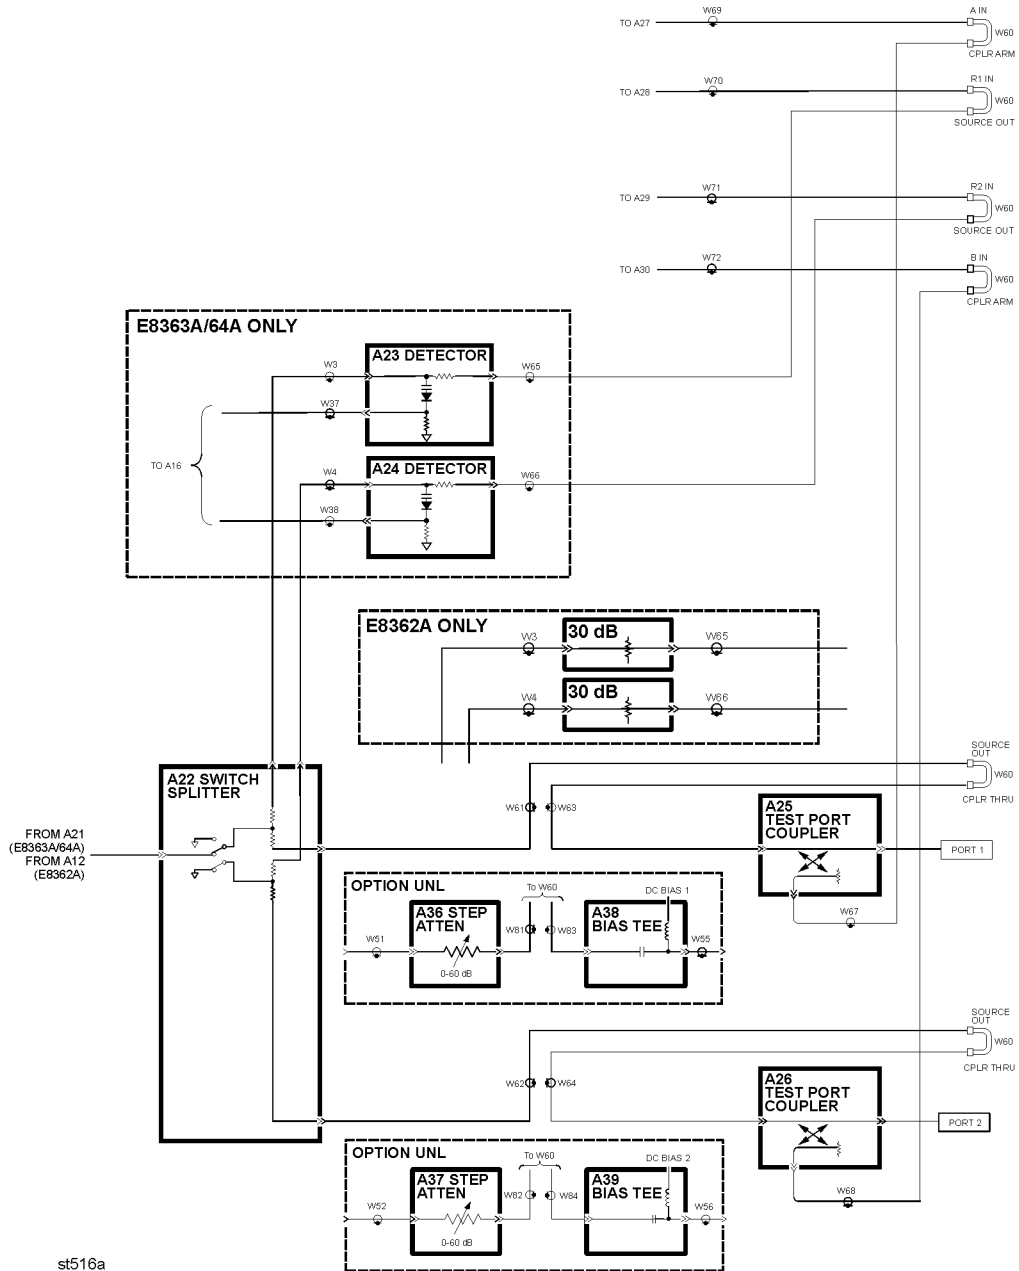 W69
A IN
TO A27
W60
CPLR ARM
W70
R1 IN
TO A28
W60
SOURCE OUT
W71
R2 IN
TO A29
W60
SOURCE OUT
W72
B IN
TO A30
W60
CPLR ARM
E8363A/64A ONLY
A23 DETECTOR
W3
W65
W37
TO A16
A24 DETECTOR
W4
W66
W38
E8362A ONLY
W3
30 dB
W65
W4
30 dB
W66
SOURCE
OUT
W60
CPLR THRU
A22 SWITCH
SPLITTER
W61
W63
A25
TEST PORT
COUPLER
FROM A21
(E8363A/64A)
FROM A12
(E8362A)
PORT 1
OPTION UNL
To W60
DC BIAS 1
A36 STEP
ATTEN
A38
BIAS TEE
W67
W51
W81
W83
W55
0-60 dB
SOURCE
OUT
W60
CPLR THRU
W62
W64
A26
TEST PORT
COUPLER
PORT 2
OPTION UNL
To W60
DC BIAS 2
A37 STEP
ATTEN
A39
BIAS TEE
W68
W52
W82
W84
W56
0-60 dB
st516a